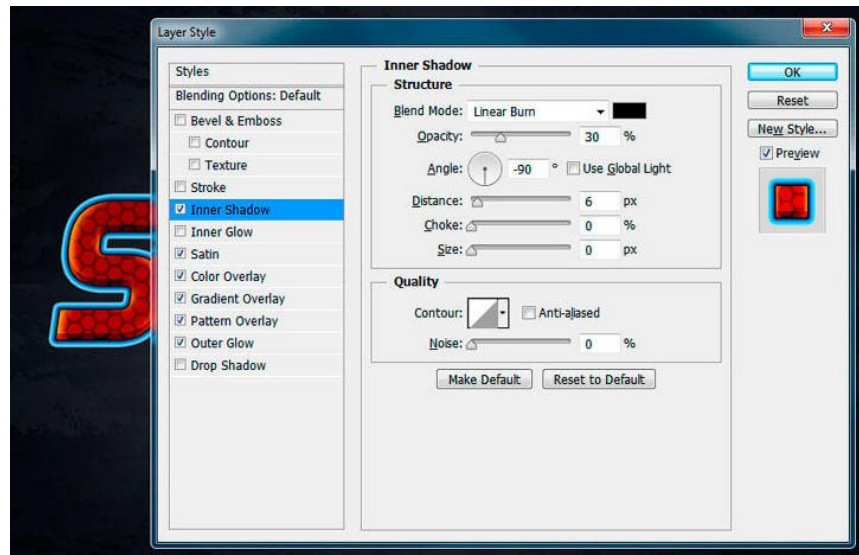 Layer Style
Styles
Blending Options: Default
Bevel & Emboss
Contour
Texture
Stroke
Inner Shadow
Inner Glow
Satin
Color Overlay
Gradient Overlay
Pattern Overlay
Outer Glow
Drop Shadow
Inner Shadow
Structure
Blend Mode: Linear Burn
Opacity: 30 %
Angle: -90 ° Use Global Light
Distance: 6 px
Choke: 0 %
Size: 0 px
Quality
Contour: Anti-aliased
Noise: 0 %
Make Default Reset to Default
OK
Reset
New Style...
Preview
S